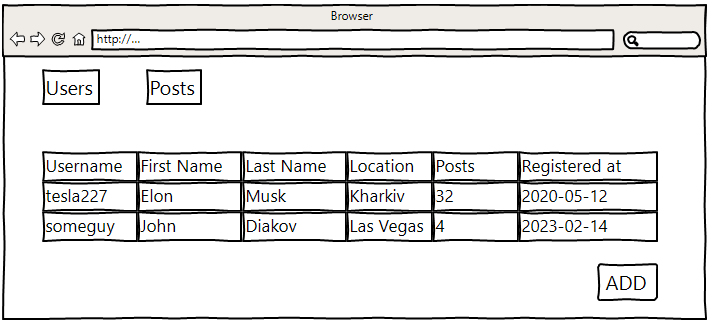 Browser
http://...
Users Posts
Username First Name Last Name Location Posts Registered at
tesla227 Elon Musk Kharkiv 32 2020-05-12
someguy John Diakov Las Vegas 4 2023-02-14
ADD